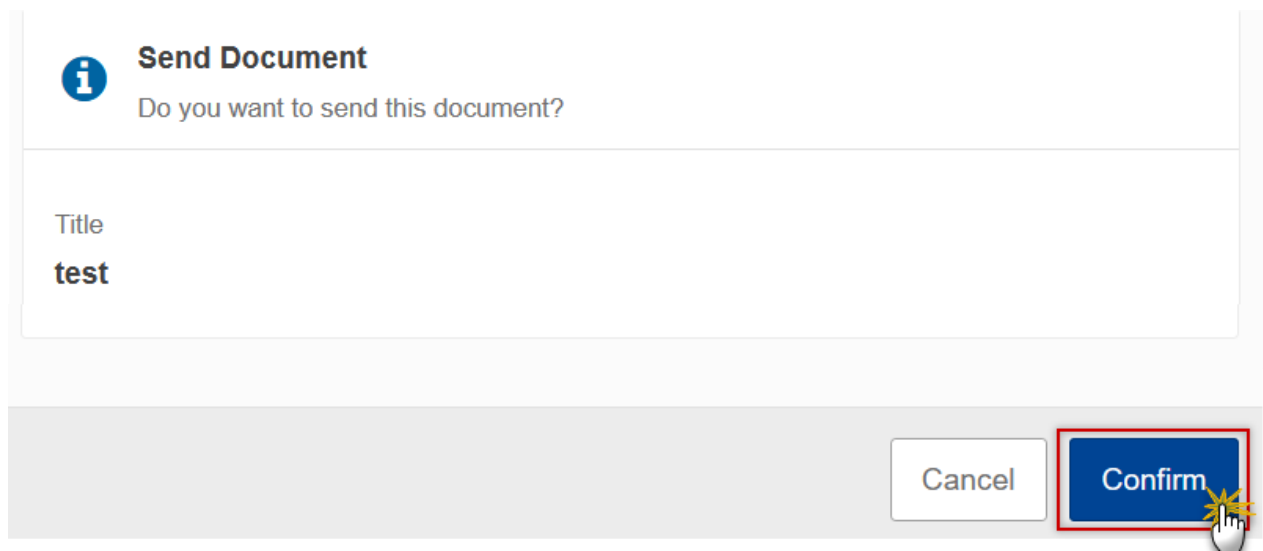 Send Document
Do you want to send this document?
Title
test
Cancel
Confirm